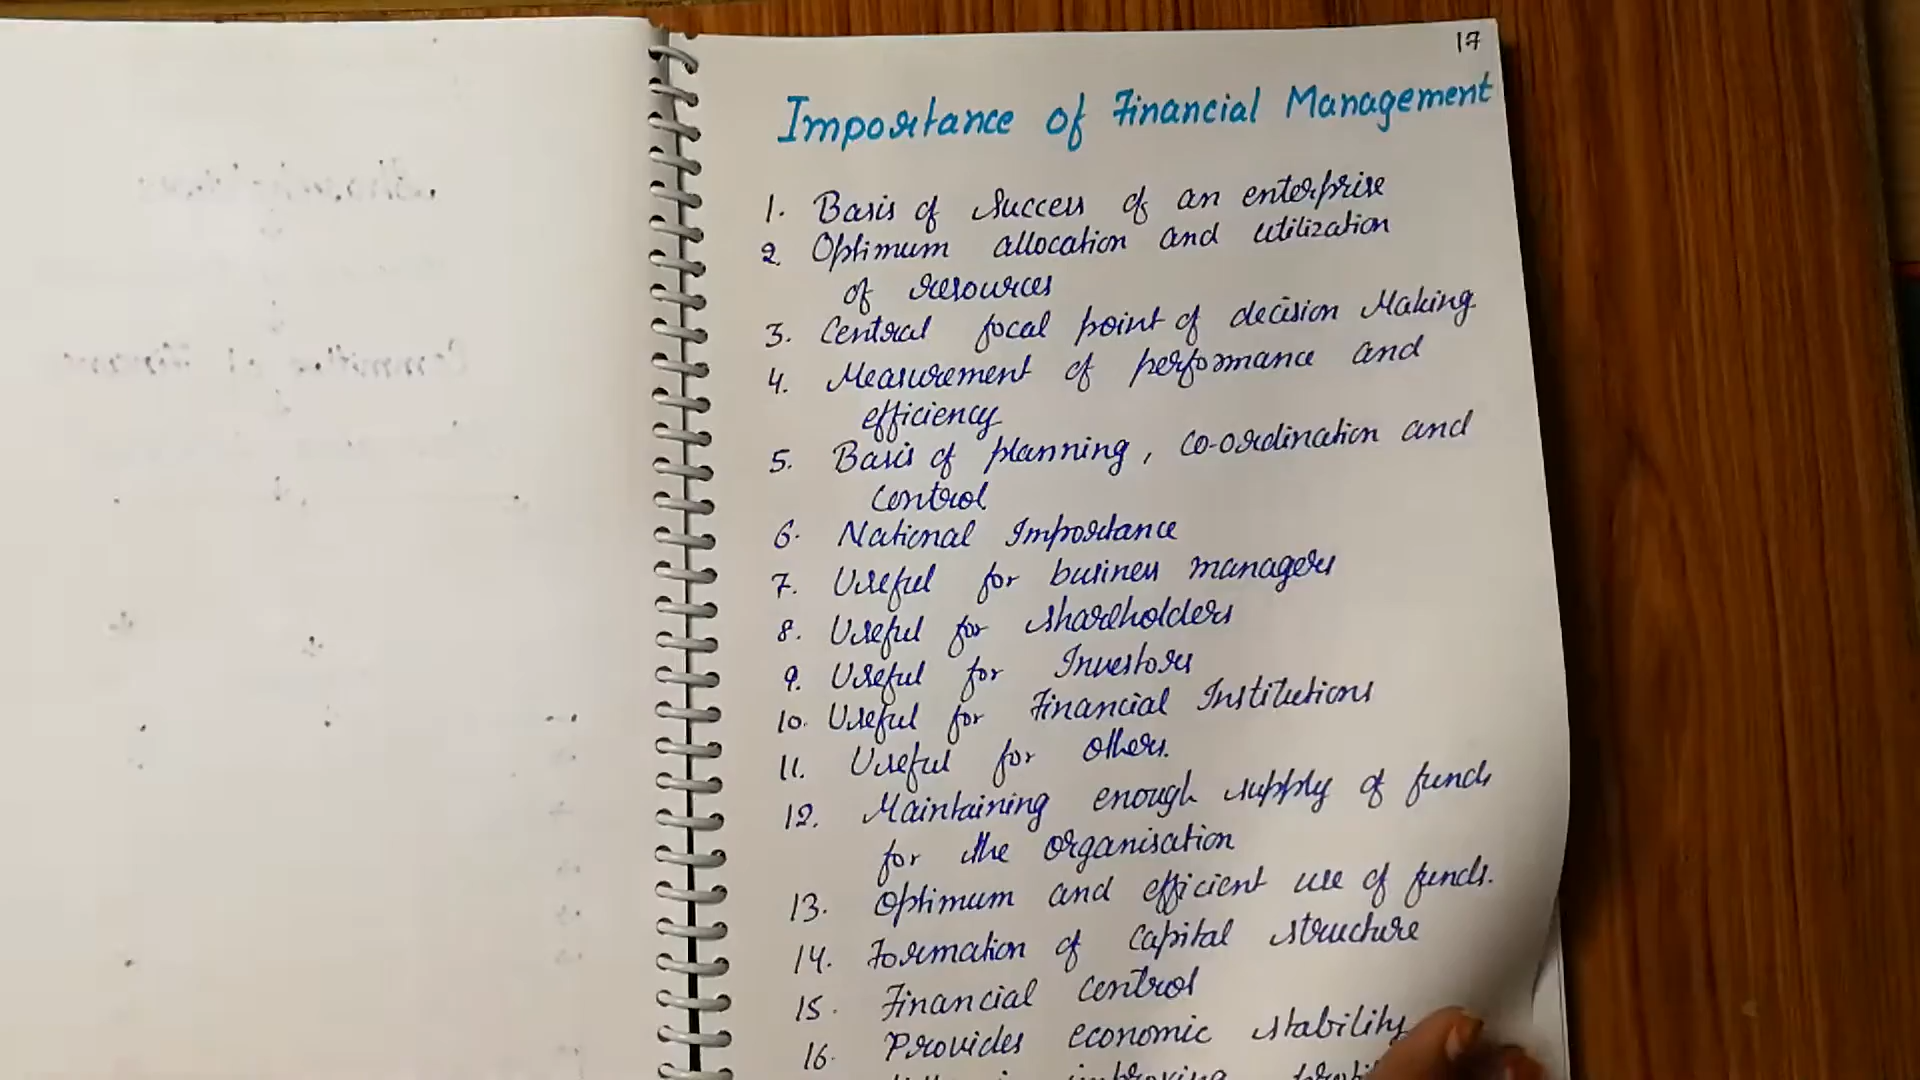 17
Importance of Financial Management
1. Basis of success of an enterprise
2. Optimum allocation and utilization
of resources
3. Central focal point of decision Making
4. Measurement of performance and
efficiency
5. Basis of planning, co-ordination and
control
6. National Importance
7. Useful for business managers
8. Useful for shareholders
9. Useful for Investors
10. Useful for Financial Institutions
11. Useful for others.
12. Maintaining enough supply of funds
for the organisation
13. Optimum and efficient use of funds.
14. Formation of capital structure
15. Financial control
16. Provides economic stability
improving